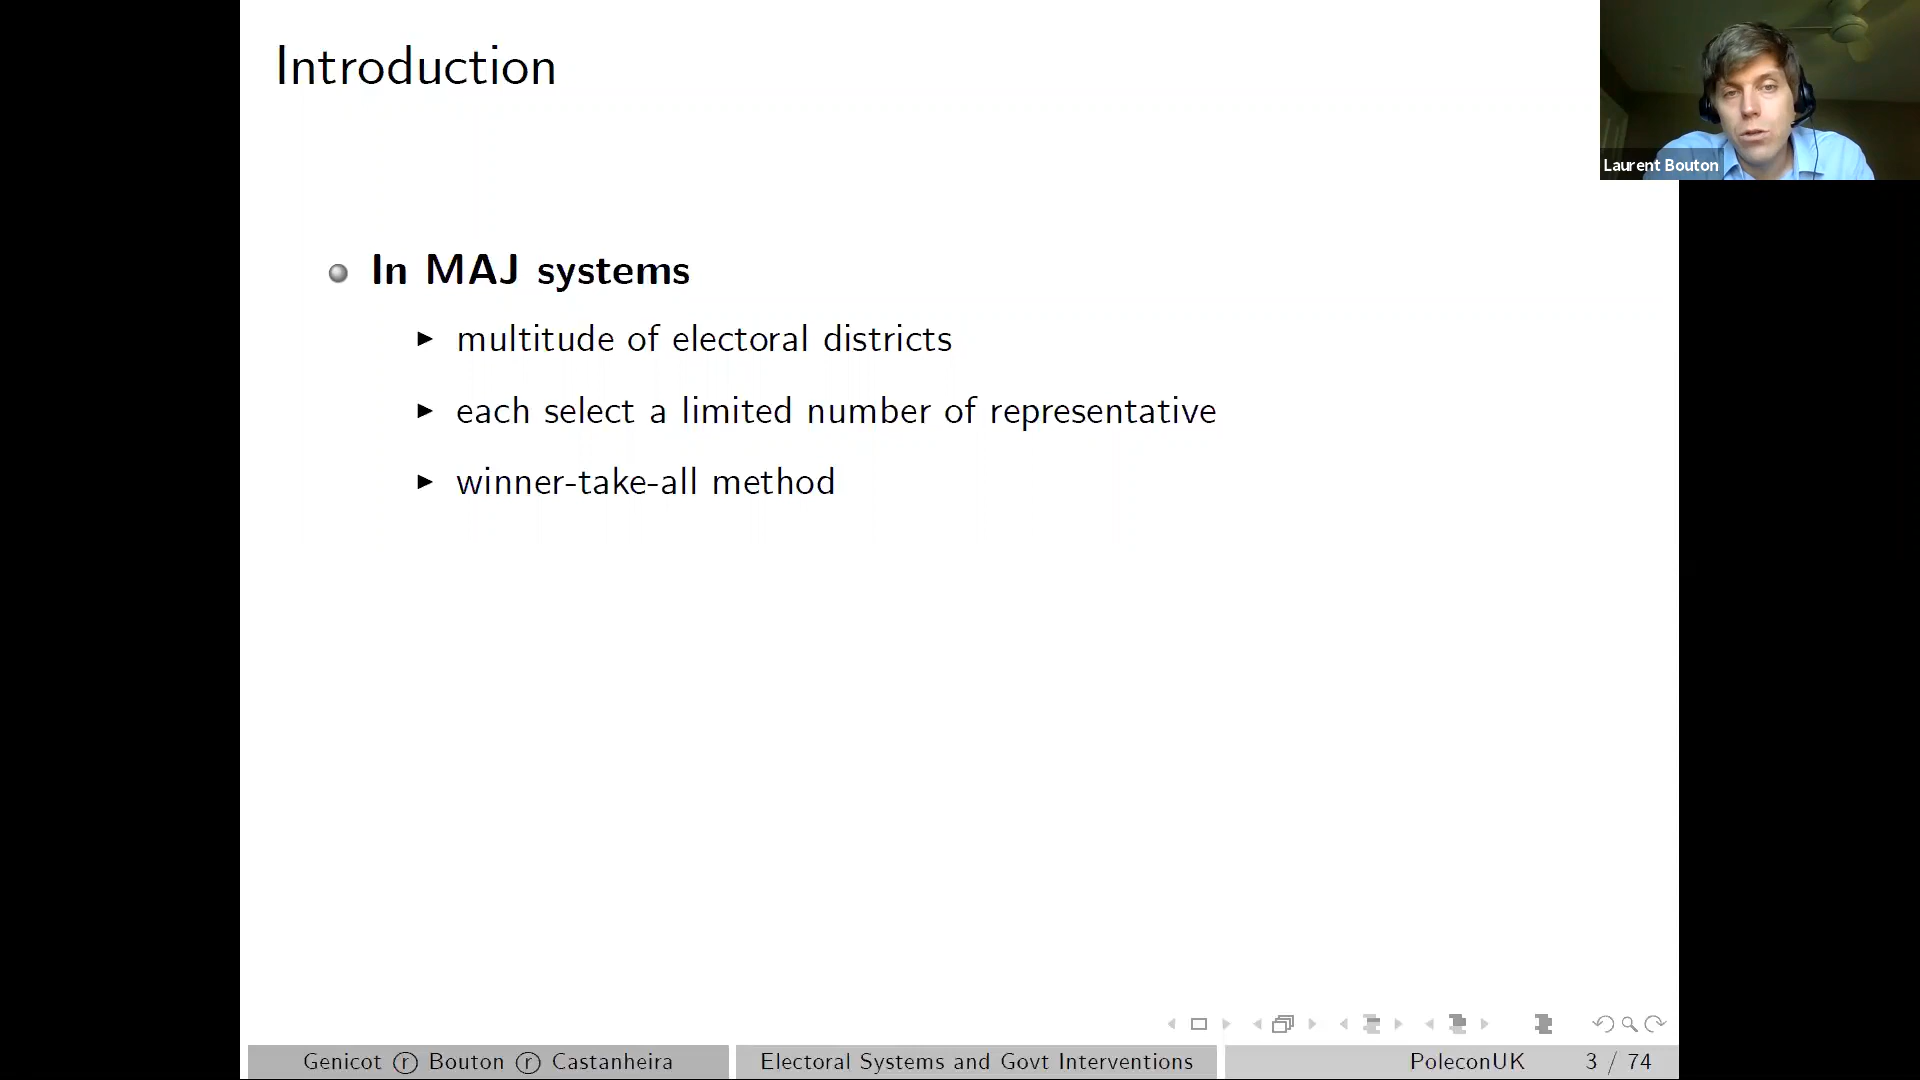 Introduction
Laurent Bouton
In MAJ systems
multitude of electoral districts
each select a limited number of representative
winner-take-all method
Genicot ⓡ Bouton ⓡ Castanheira
Electoral Systems and Govt Interventions
PoleconUK 3 / 74